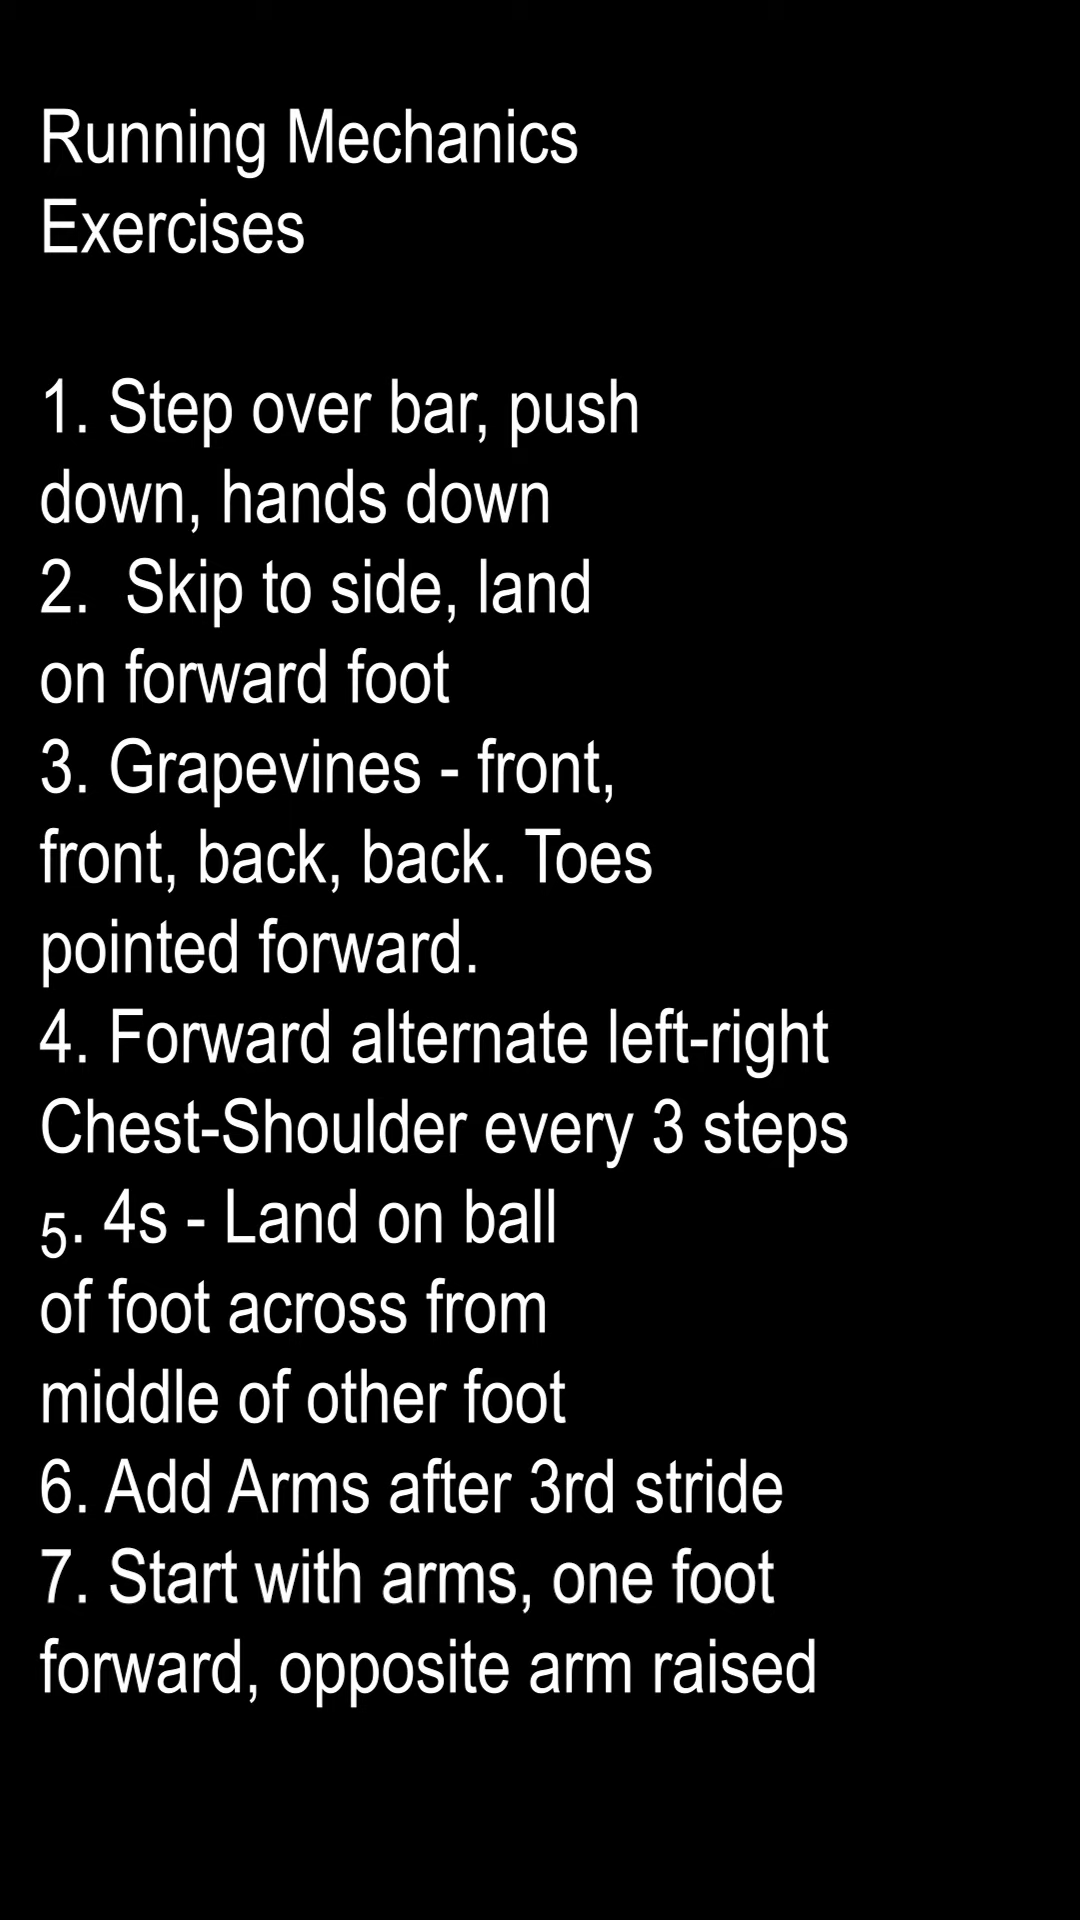 Running Mechanics
Exercises
1. Step over bar, push
down, hands down
2.  Skip to side, land
on forward foot
3. Grapevines - front,
front, back, back. Toes
pointed forward.
4. Forward alternate left-right
Chest-Shoulder every 3 steps
5. 4s - Land on ball
of foot across from
middle of other foot
6. Add Arms after 3rd stride
7. Start with arms, one foot
forward, opposite arm raised